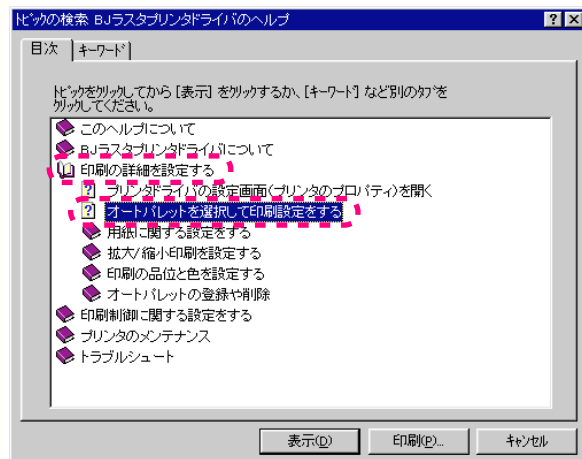 トピックの検索 BJラスタプリンタドライバのヘルプ
目次 キーワード
トピックをクリックしてから [表示] をクリックするか、[キーワード] など別のタブを
クリックしてください。
このヘルプについて
BJラスタプリンタドライバについて
印刷の詳細を設定する
プリンタドライバの設定画面(プリンタのプロパティ)を開く
オートパレットを選択して印刷設定をする
用紙に関する設定をする
拡大/縮小印刷を設定する
印刷の品位と色を設定する
オートパレットの登録や削除
印刷制御に関する設定をする
プリンタのメンテナンス
トラブルシュート
表示(D) 印刷(P)... キャンセル